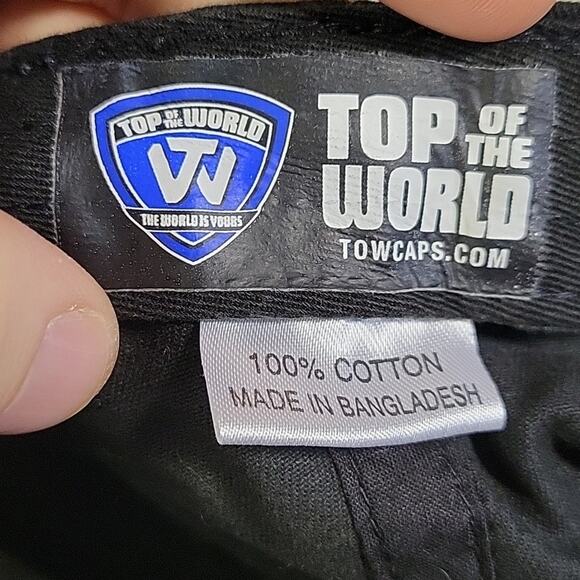 TOP OF THE WORLD
TW
THE WORLD IS YOURS
TOP OF THE
WORLD
TOWCAPS.COM
100% COTTON
MADE IN BANGLADESH